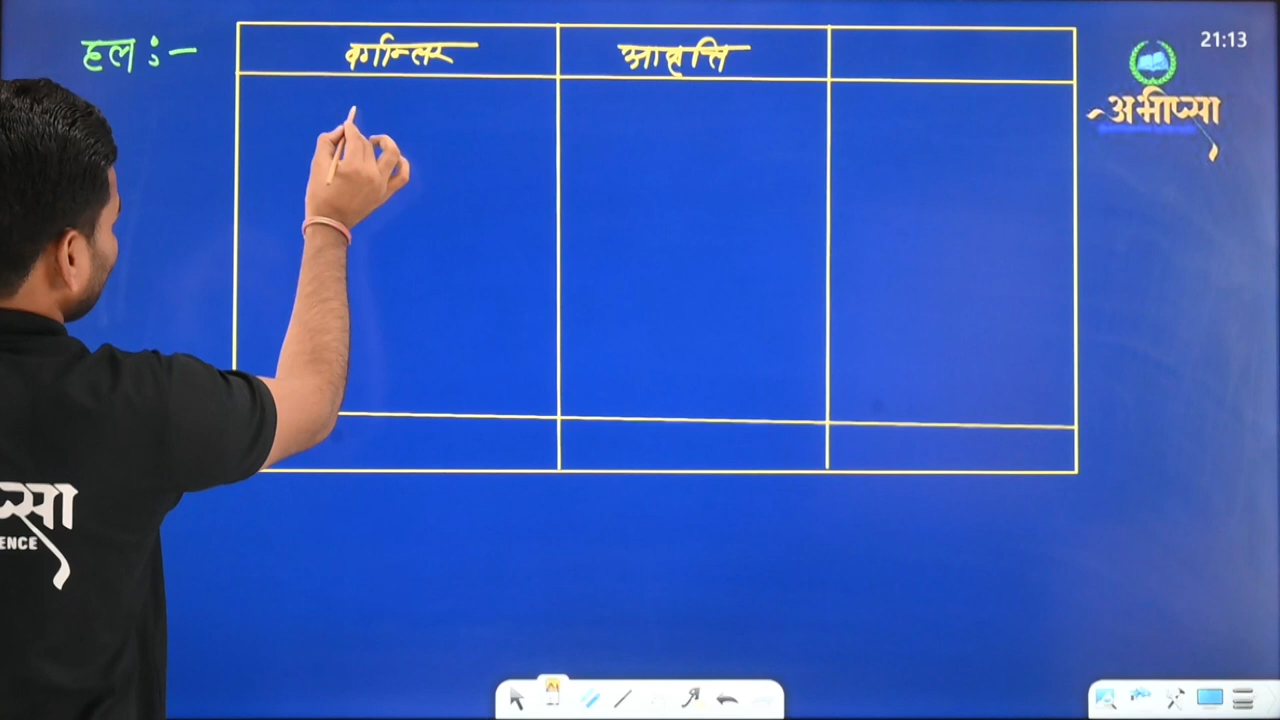 हल :-
वर्गान्तर
आवृत्ति
21:13
अभीप्सा
प्सा
ENCE